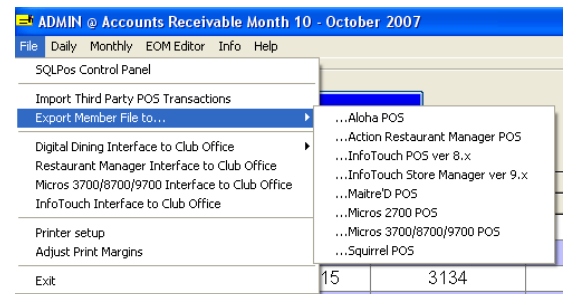 ADMIN @ Accounts Receivable Month 10 - October 2007
File Daily Monthly EOM Editor Info Help
SQLPos Control Panel
Import Third Party POS Transactions
Export Member File to...
Digital Dining Interface to Club Office
Restaurant Manager Interface to Club Office
Micros 3700/8700/9700 Interface to Club Office
InfoTouch Interface to Club Office
Printer setup
Adjust Print Margins
Exit
...Aloha POS
...Action Restaurant Manager POS
...InfoTouch POS ver 8.x
...InfoTouch Store Manager ver 9.x
...Maitre'D POS
...Micros 2700 POS
...Micros 3700/8700/9700 POS
...Squirrel POS
15 3134